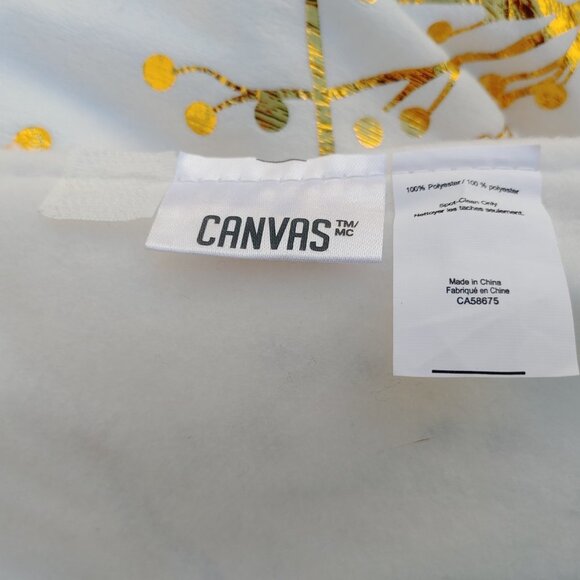 CANVAS TM/
MC
100% Polyester / 100 % polyester
Spot-Clean Only
Nettoyer les tâches seulement.
Made in China
Fabriqué en Chine
CA58675